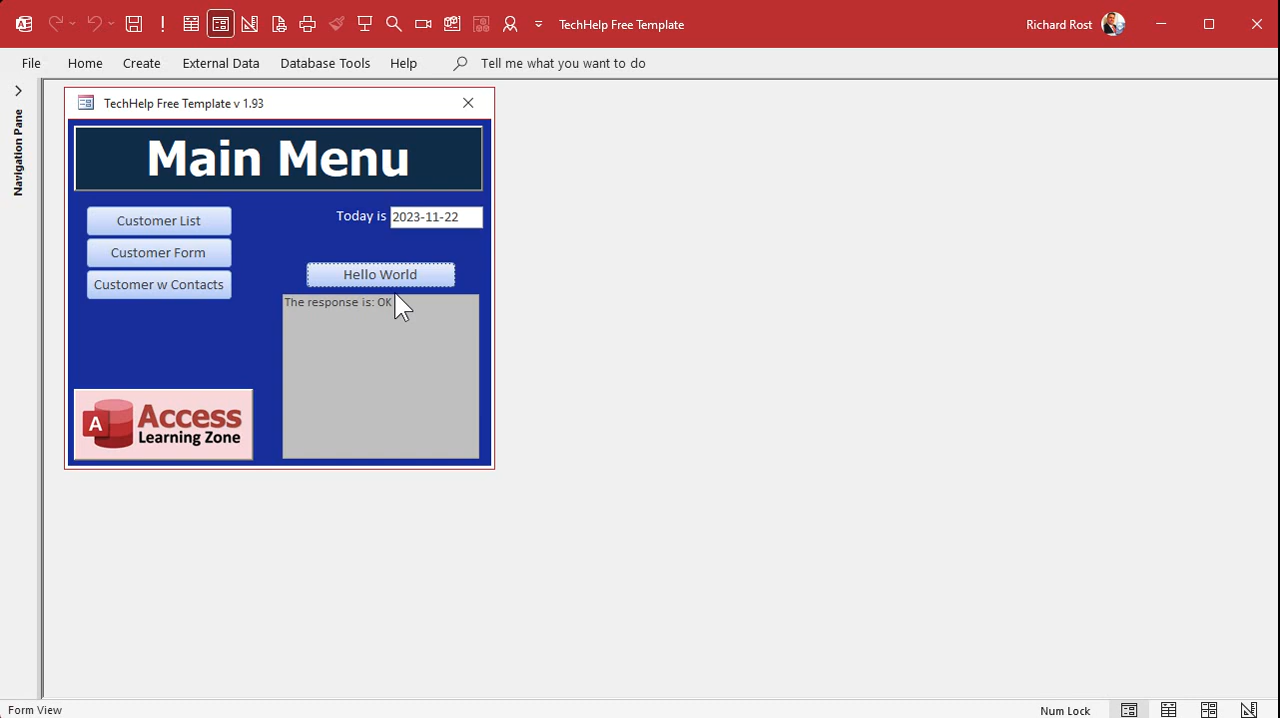 TechHelp Free Template
Richard Rost
File
Home
Create
External Data
Database Tools
Help
Tell me what you want to do
Navigation Pane
TechHelp Free Template v 1.93
Main Menu
Customer List
Customer Form
Customer w Contacts
Today is 2023-11-22
Hello World
The response is: OK
A
Access
Learning Zone
Form View
Num Lock